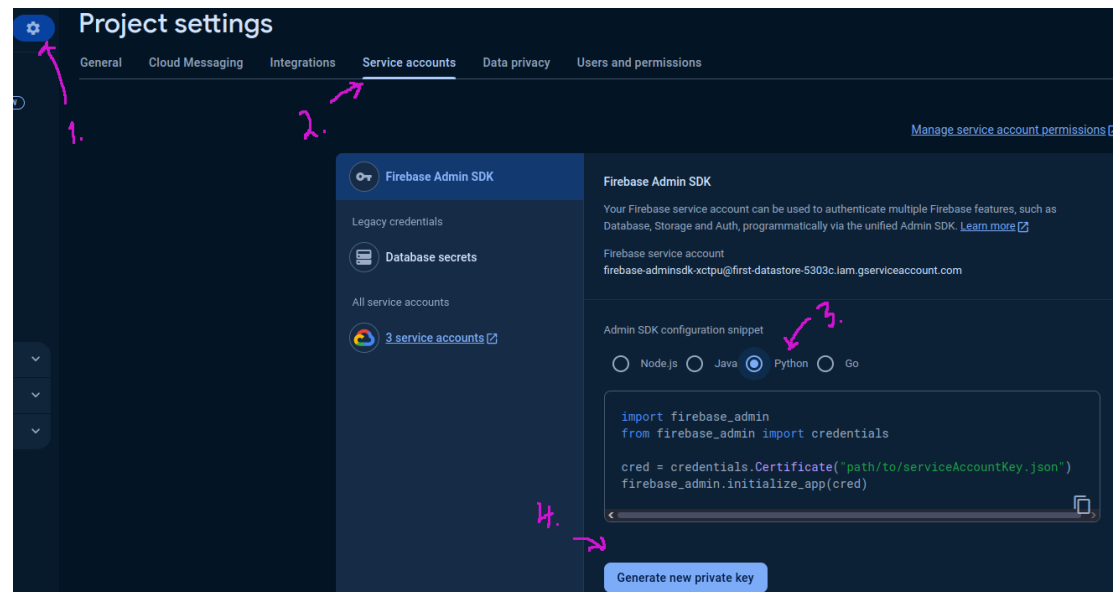 Project settings
General Cloud Messaging Integrations Service accounts Data privacy Users and permissions
1.
2.
Manage service account permissions
Firebase Admin SDK
Legacy credentials
Database secrets
All service accounts
3 service accounts
Firebase Admin SDK
Your Firebase service account can be used to authenticate multiple Firebase features, such as
Database, Storage and Auth, programmatically via the unified Admin SDK. Learn more
Firebase service account
firebase-adminsdk-xctpu@first-datastore-5303c.iam.gserviceaccount.com
3.
Admin SDK configuration snippet
Node.js Java Python Go
import firebase_admin
from firebase_admin import credentials
cred = credentials.Certificate("path/to/serviceAccountKey.json")
firebase_admin.initialize_app(cred)
4.
Generate new private key